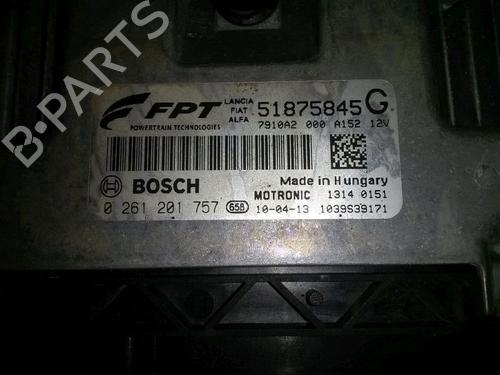 B-PARTS
FPT
POWERTRAIN TECHNOLOGIES
LANCIA
FIAT
ALFA
51875845 G
7910A2 000 A152 12V
BOSCH
Made in Hungary
MOTRONIC 1314 0151
0 261 201 757 658 10-04-13 1039S39171